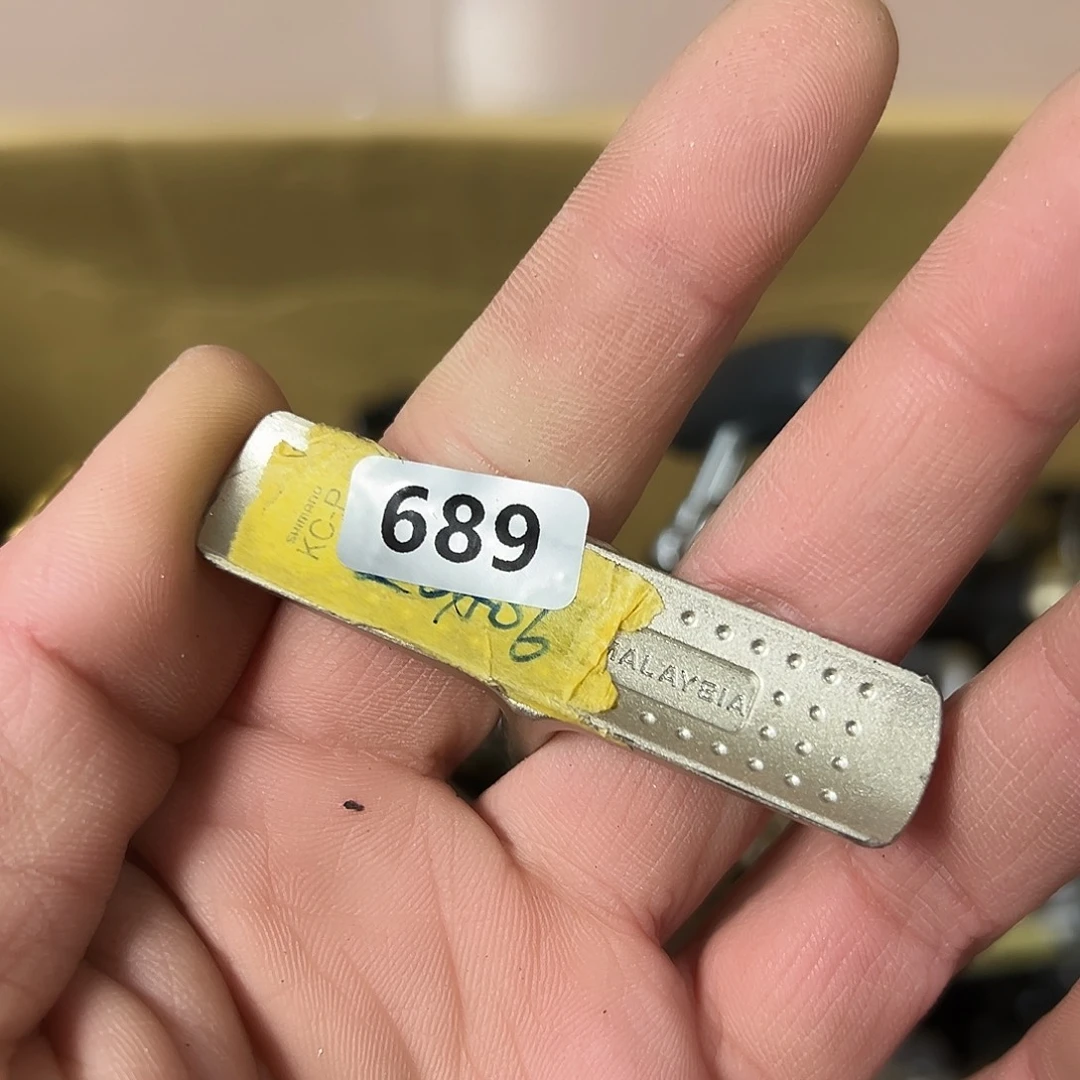 SHIMANO
KC-P
689
MALAYSIA